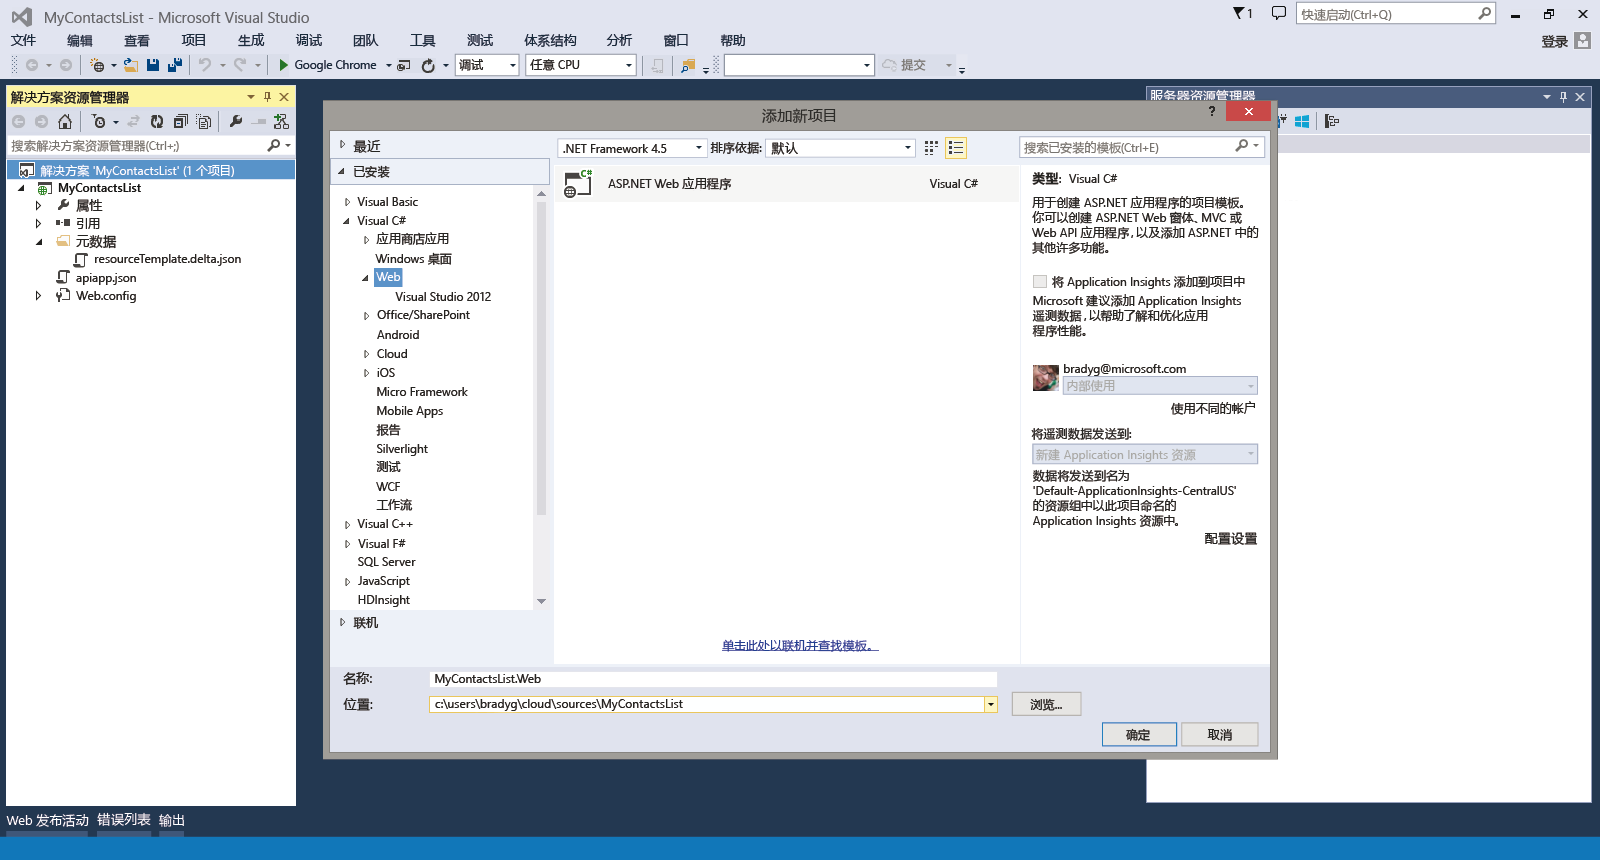 MyContactsList - Microsoft Visual Studio
1
快速启动(Ctrl+Q)
文件 编辑 查看 项目 生成 调试 团队 工具 测试 体系结构 分析 窗口 帮助
登录
Google Chrome 调试 任意 CPU 提交
解决方案资源管理器
搜索解决方案资源管理器(Ctrl+;)
解决方案 'MyContactsList' (1 个项目)
MyContactsList
属性
引用
元数据
resourceTemplate.delta.json
apiapp.json
Web.config
服务器资源管理器
添加新项目
?
最近
已安装
Visual Basic
Visual C#
应用商店应用
Windows 桌面
Web
Visual Studio 2012
Office/SharePoint
Android
Cloud
iOS
Micro Framework
Mobile Apps
报告
Silverlight
测试
WCF
工作流
Visual C++
Visual F#
SQL Server
JavaScript
HDInsight
联机
.NET Framework 4.5 排序依据: 默认
C#
ASP.NET Web 应用程序 Visual C#
单击此处以联机并查找模板。
搜索已安装的模板(Ctrl+E)
类型: Visual C#
用于创建 ASP.NET 应用程序的项目模板。
你可以创建 ASP.NET Web 窗体、MVC 或
Web API 应用程序,以及添加 ASP.NET 中的
其他许多功能。
将 Application Insights 添加到项目中
Microsoft 建议添加 Application Insights
遥测数据,以帮助了解和优化应用
程序性能。
bradyg@microsoft.com
内部使用
使用不同的帐户
将遥测数据发送到:
新建 Application Insights 资源
数据将发送到名为
'Default-ApplicationInsights-CentralUS'
的资源组中以此项目命名的
Application Insights 资源中。
配置设置
名称: MyContactsList.Web
位置: c:\users\bradyg\cloud\sources\MyContactsList
浏览...
确定 取消
Web 发布活动 错误列表 输出